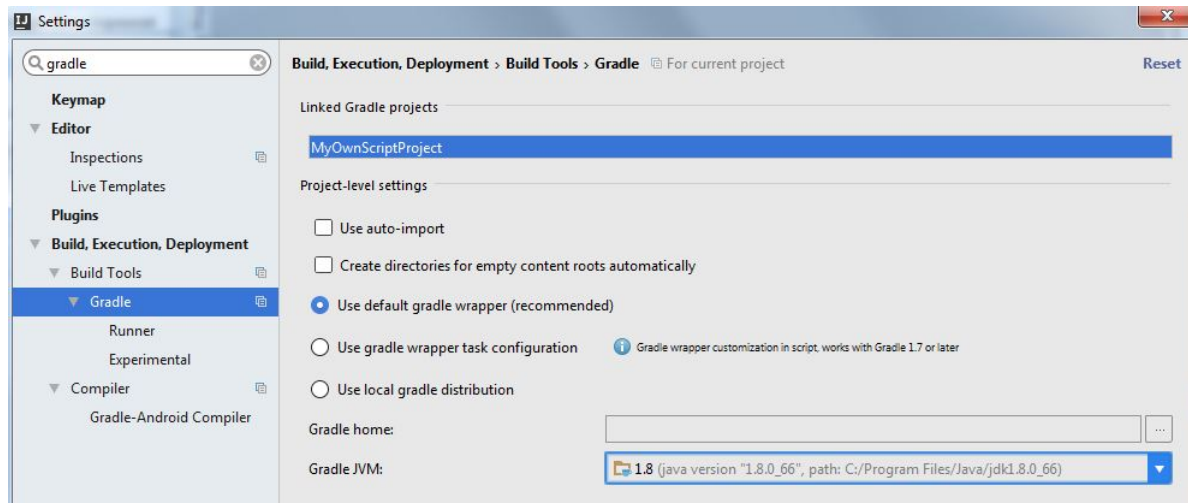 Settings
gradle
Build, Execution, Deployment › Build Tools › Gradle For current project Reset
Keymap
Editor
Inspections
Live Templates
Plugins
Build, Execution, Deployment
Build Tools
Gradle
Runner
Experimental
Compiler
Gradle-Android Compiler
Linked Gradle projects
MyOwnScriptProject
Project-level settings
Use auto-import
Create directories for empty content roots automatically
Use default gradle wrapper (recommended)
Use gradle wrapper task configuration Gradle wrapper customization in script, works with Gradle 1.7 or later
Use local gradle distribution
Gradle home: ...
Gradle JVM: 1.8 (java version "1.8.0_66", path: C:/Program Files/Java/jdk1.8.0_66)